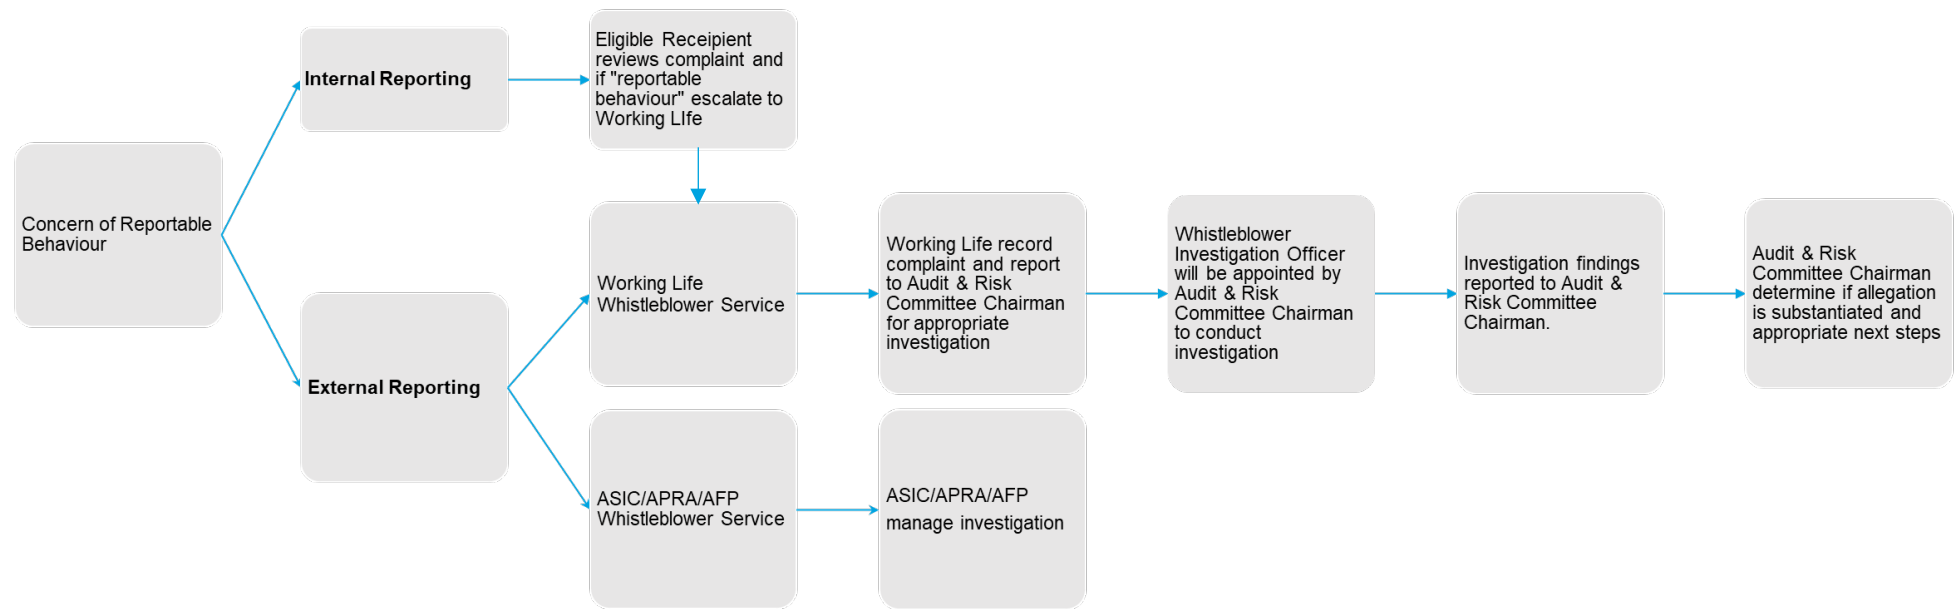 Concern of Reportable
Behaviour
Internal Reporting
Eligible Receipient
reviews complaint and
if "reportable
behaviour" escalate to
Working LIfe
External Reporting
Working Life
Whistleblower Service
Working Life record
complaint and report
to Audit & Risk
Committee Chairman
for appropriate
investigation
Whistleblower
Investigation Officer
will be appointed by
Audit & Risk
Committee Chairman
to conduct
investigation
Investigation findings
reported to Audit &
Risk Committee
Chairman.
Audit & Risk
Committee Chairman
determine if allegation
is substantiated and
appropriate next steps
ASIC/APRA/AFP
Whistleblower Service
ASIC/APRA/AFP
manage investigation